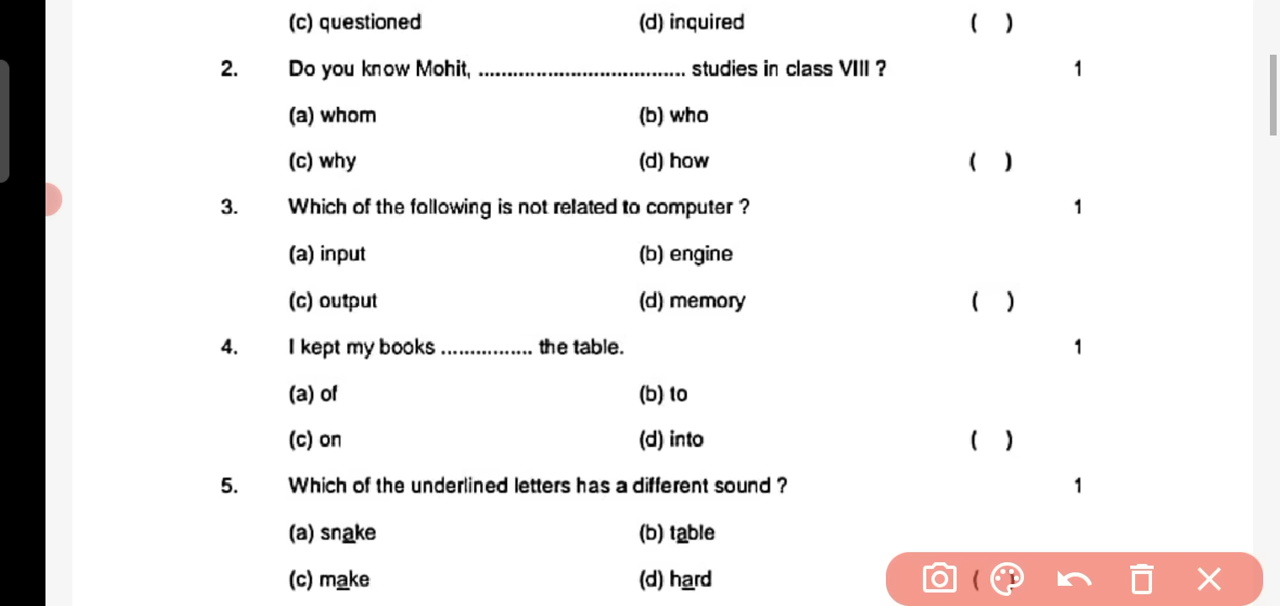 (c) questioned (d) inquired ( )
2. Do you know Mohit, .................................... studies in class VIII ? 1
(a) whom (b) who
(c) why (d) how ( )
3. Which of the following is not related to computer ? 1
(a) input (b) engine
(c) output (d) memory ( )
4. I kept my books ................ the table. 1
(a) of (b) to
(c) on (d) into ( )
5. Which of the underlined letters has a different sound ? 1
(a) snake (b) table
(c) make (d) hard ( )